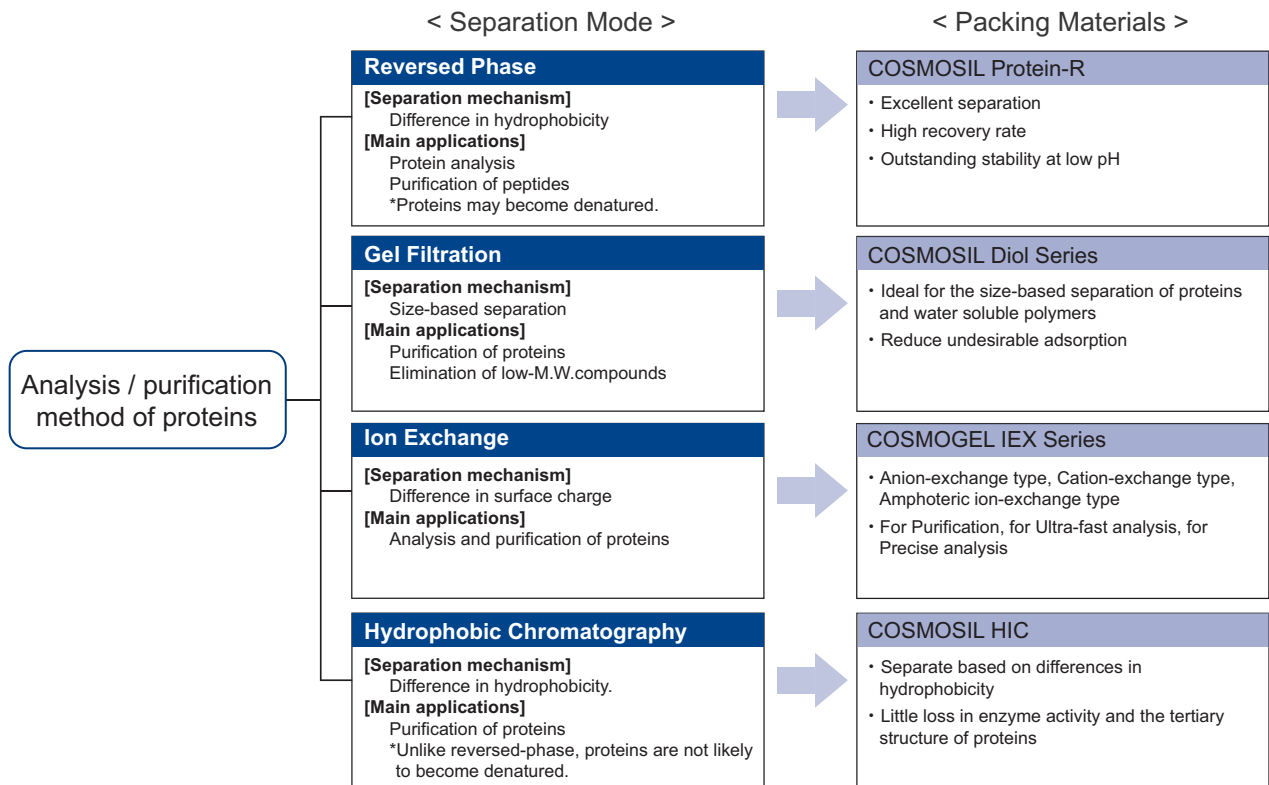 < Separation Mode >
< Packing Materials >
Analysis / purification
method of proteins
Reversed Phase
[Separation mechanism]
Difference in hydrophobicity
[Main applications]
Protein analysis
Purification of peptides
*Proteins may become denatured.
COSMOSIL Protein-R
・Excellent separation
・High recovery rate
・Outstanding stability at low pH
Gel Filtration
[Separation mechanism]
Size-based separation
[Main applications]
Purification of proteins
Elimination of low-M.W.compounds
COSMOSIL Diol Series
・Ideal for the size-based separation of proteins
and water soluble polymers
・Reduce undesirable adsorption
Ion Exchange
[Separation mechanism]
Difference in surface charge
[Main applications]
Analysis and purification of proteins
COSMOGEL IEX Series
・Anion-exchange type, Cation-exchange type,
Amphoteric ion-exchange type
・For Purification, for Ultra-fast analysis, for
Precise analysis
Hydrophobic Chromatography
[Separation mechanism]
Difference in hydrophobicity.
[Main applications]
Purification of proteins
*Unlike reversed-phase, proteins are not likely
to become denatured.
COSMOSIL HIC
・Separate based on differences in
hydrophobicity
・Little loss in enzyme activity and the tertiary
structure of proteins